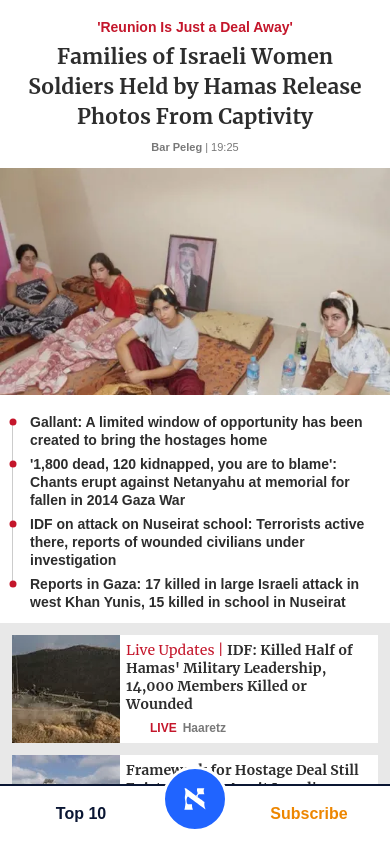 'Reunion Is Just a Deal Away'
Families of Israeli Women
Soldiers Held by Hamas Release
Photos From Captivity
Bar Peleg | 19:25
Gallant: A limited window of opportunity has been
created to bring the hostages home
'1,800 dead, 120 kidnapped, you are to blame':
Chants erupt against Netanyahu at memorial for
fallen in 2014 Gaza War
IDF on attack on Nuseirat school: Terrorists active
there, reports of wounded civilians under
investigation
Reports in Gaza: 17 killed in large Israeli attack in
west Khan Yunis, 15 killed in school in Nuseirat
Live Updates | IDF: Killed Half of
Hamas' Military Leadership,
14,000 Members Killed or
Wounded
LIVE Haaretz
Framework for Hostage Deal Still
Top 10
Subscribe